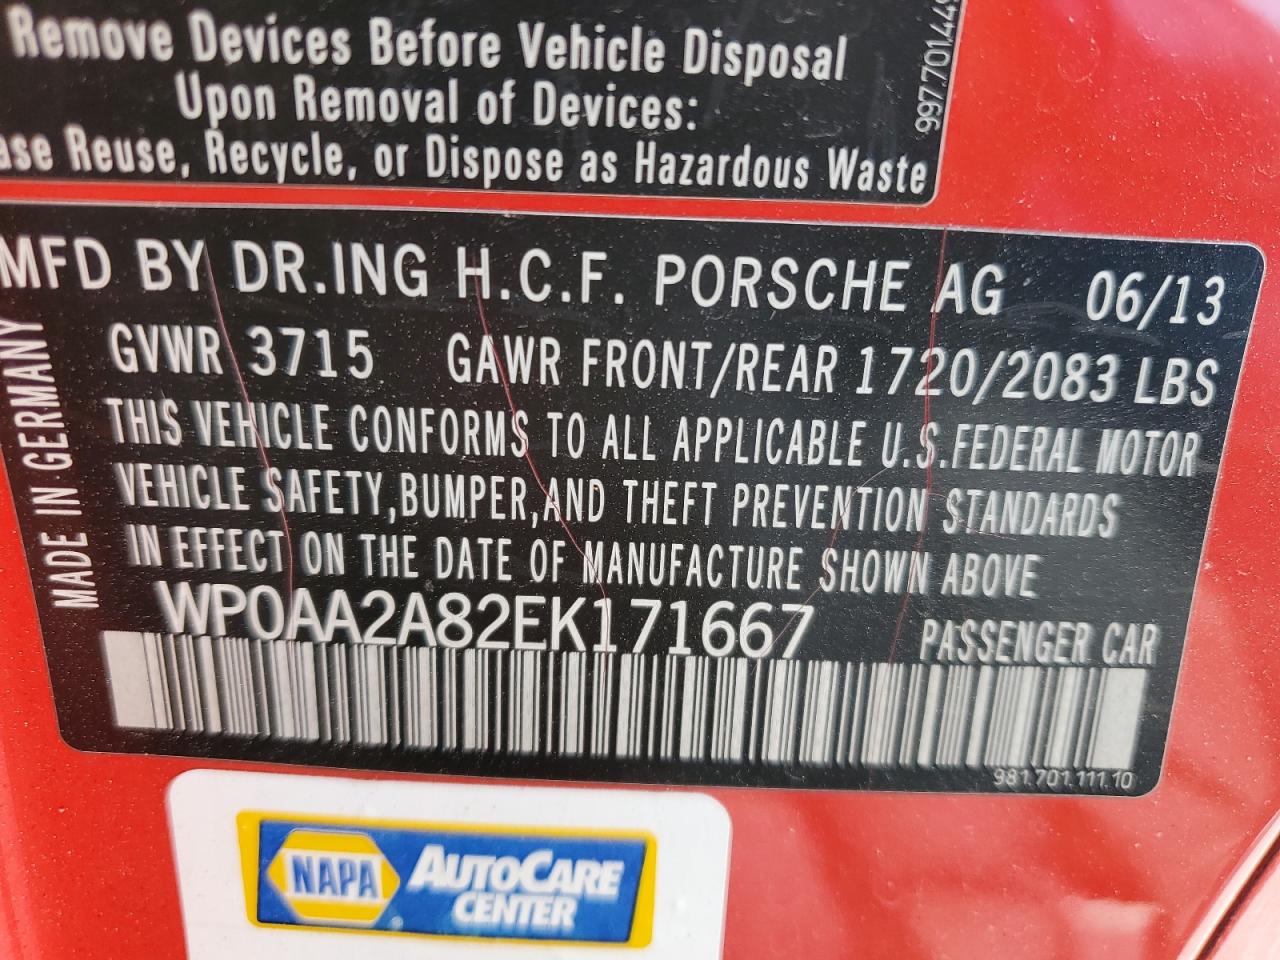 Remove Devices Before Vehicle Disposal
Upon Removal of Devices:
Reuse, Recycle, or Dispose as Hazardous Waste
997.701.449
MFD BY DR.ING H.C.F. PORSCHE AG 06/13
GVWR 3715 GAWR FRONT/REAR 1720/2083 LBS
THIS VEHICLE CONFORMS TO ALL APPLICABLE U.S.FEDERAL MOTOR
VEHICLE SAFETY,BUMPER,AND THEFT PREVENTION STANDARDS
IN EFFECT ON THE DATE OF MANUFACTURE SHOWN ABOVE
MADE IN GERMANY
WP0AA2A82EK171667 PASSENGER CAR
981.701.111.10
NAPA AUTOCARE
CENTER